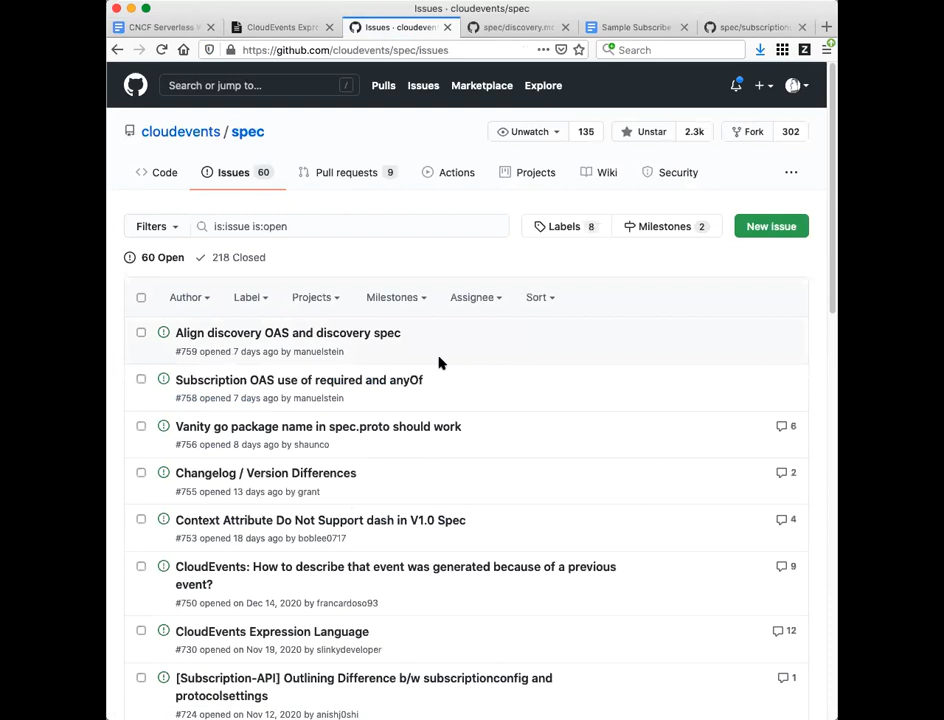 Issues · cloudevents/spec
CNCF Serverless W
CloudEvents Expr
Issues · cloudevent
spec/discovery.mc
Sample Subscribe
spec/subscription
https://github.com/cloudevents/spec/issues
Search
Search or jump to...
/
Pulls
Issues
Marketplace
Explore
cloudevents / spec
Unwatch
135
Unstar
2.3k
Fork
302
Code
Issues 60
Pull requests 9
Actions
Projects
Wiki
Security
Filters
is:issue is:open
Labels 8
Milestones 2
New issue
60 Open
218 Closed
Author
Label
Projects
Milestones
Assignee
Sort
Align discovery OAS and discovery spec
#759 opened 7 days ago by manuelstein
Subscription OAS use of required and anyOf
#758 opened 7 days ago by manuelstein
Vanity go package name in spec.proto should work
6
#756 opened 8 days ago by shaunco
Changelog / Version Differences
2
#755 opened 13 days ago by grant
Context Attribute Do Not Support dash in V1.0 Spec
4
#753 opened 18 days ago by boblee0717
CloudEvents: How to describe that event was generated because of a previous
9
event?
#750 opened on Dec 14, 2020 by francardoso93
CloudEvents Expression Language
12
#730 opened on Nov 19, 2020 by slinkydeveloper
[Subscription-API] Outlining Difference b/w subscriptionconfig and
1
protocolsettings
#724 opened on Nov 12, 2020 by anishj0shi